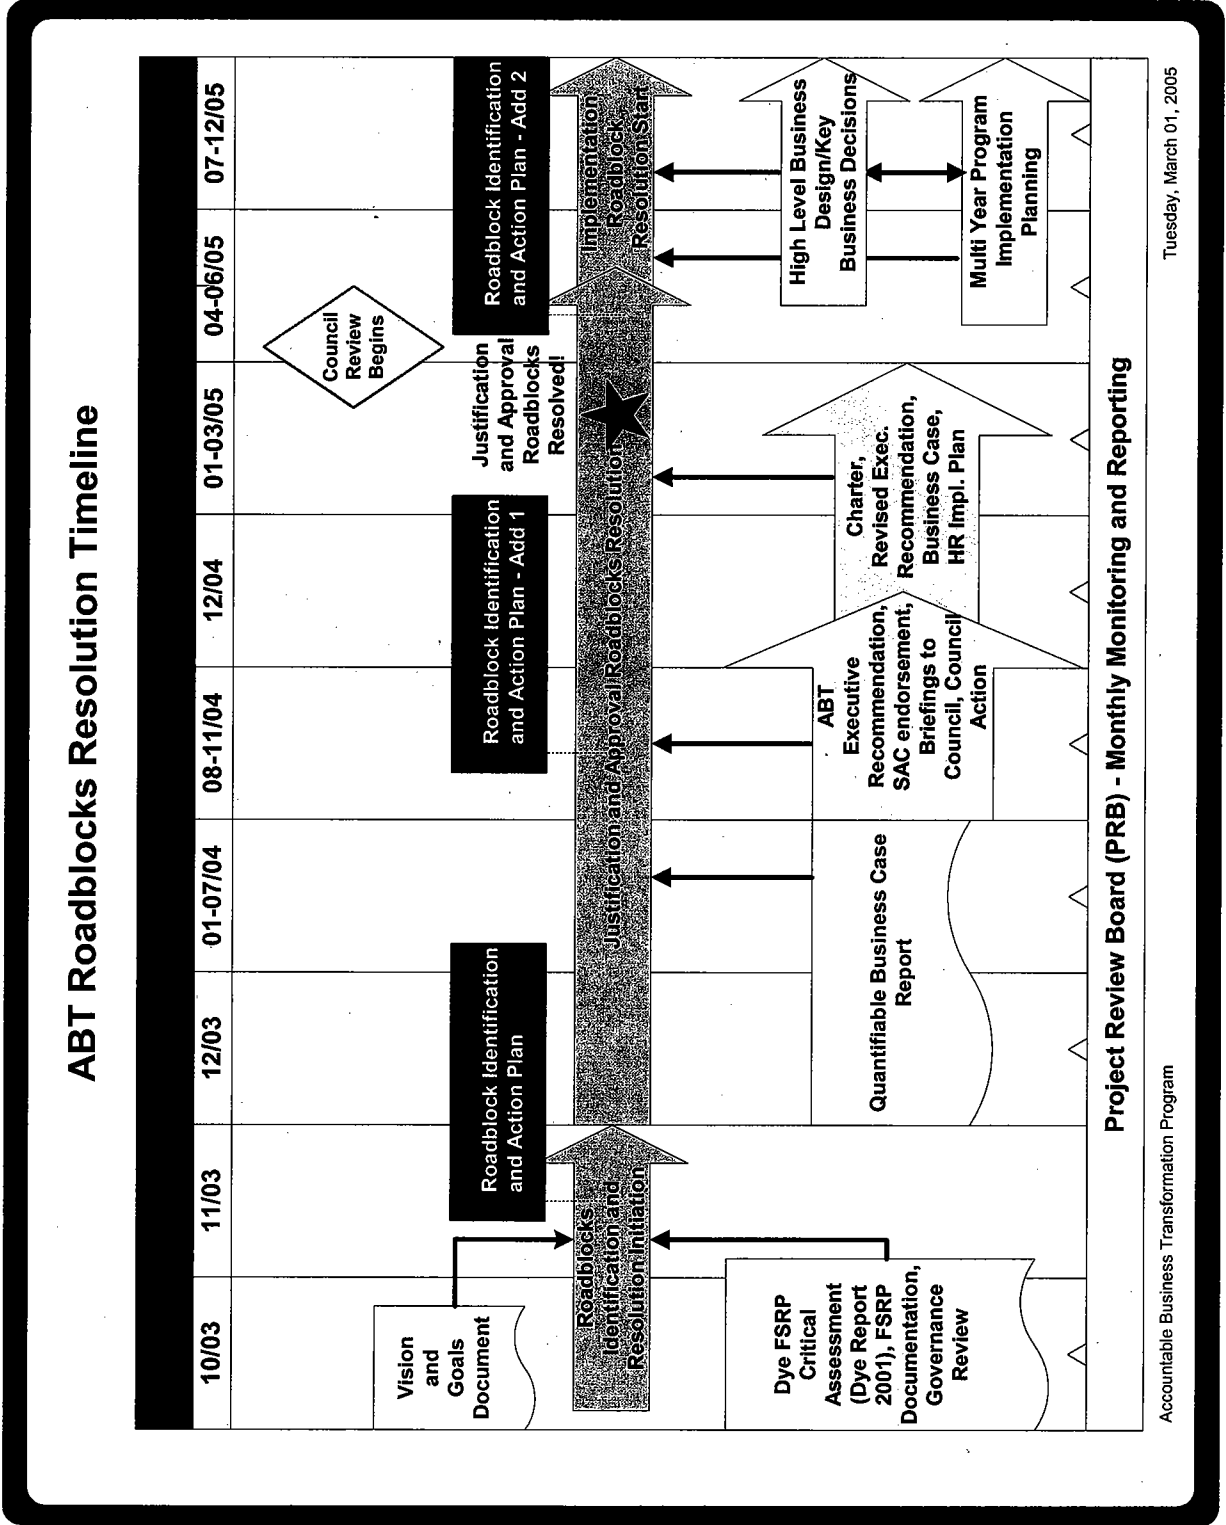 ABT Roadblocks Resolution Timeline
10/03
11/03
12/03
01-07/04
08-11/04
12/04
01-03/05
04-06/05
07-12/05
Council
Review
Begins
Vision
and
Goals
Document
Roadblock Identification
and Action Plan
Roadblock Identification
and Action Plan - Add 1
Justification
and Approval
Roadblocks
Resolved!
Roadblock Identification
and Action Plan - Add 2
Roadblocks
Identification and
Resolution Initiation
Justification and Approval Roadblocks Resolution
Implementation
Roadblock
Resolution Start
Dye FSRP
Critical
Assessment
(Dye Report
2001), FSRP
Documentation,
Governance
Review
Quantifiable Business Case
Report
ABT
Executive
Recommendation,
SAC endorsement,
Briefings to
Council, Council
Action
Charter,
Revised Exec.
Recommendation,
Business Case,
HR Impl. Plan
High Level Business
Design/Key
Business Decisions
Multi Year Program
Implementation
Planning
Project Review Board (PRB) - Monthly Monitoring and Reporting
Accountable Business Transformation Program
Tuesday, March 01, 2005